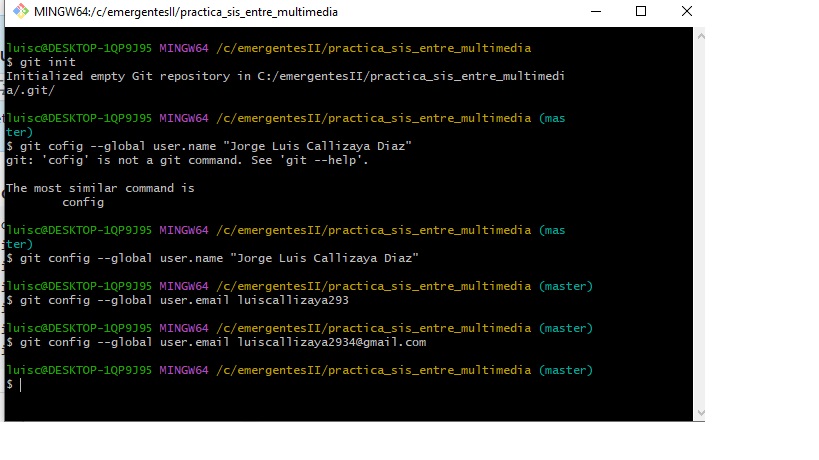 MINGW64:/c/emergentesII/practica_sis_entre_multimedia
luisc@DESKTOP-1QP9J95 MINGW64 /c/emergentesII/practica_sis_entre_multimedia
$ git init
Initialized empty Git repository in C:/emergentesII/practica_sis_entre_multimedi
a/.git/
luisc@DESKTOP-1QP9J95 MINGW64 /c/emergentesII/practica_sis_entre_multimedia (mas
ter)
$ git cofig --global user.name "Jorge Luis Callizaya Diaz"
git: 'cofig' is not a git command. See 'git --help'.
The most similar command is
config
luisc@DESKTOP-1QP9J95 MINGW64 /c/emergentesII/practica_sis_entre_multimedia (mas
ter)
$ git config --global user.name "Jorge Luis Callizaya Diaz"
luisc@DESKTOP-1QP9J95 MINGW64 /c/emergentesII/practica_sis_entre_multimedia (master)
$ git config --global user.email luiscallizaya293
luisc@DESKTOP-1QP9J95 MINGW64 /c/emergentesII/practica_sis_entre_multimedia (master)
$ git config --global user.email luiscallizaya2934@gmail.com
luisc@DESKTOP-1QP9J95 MINGW64 /c/emergentesII/practica_sis_entre_multimedia (master)
$